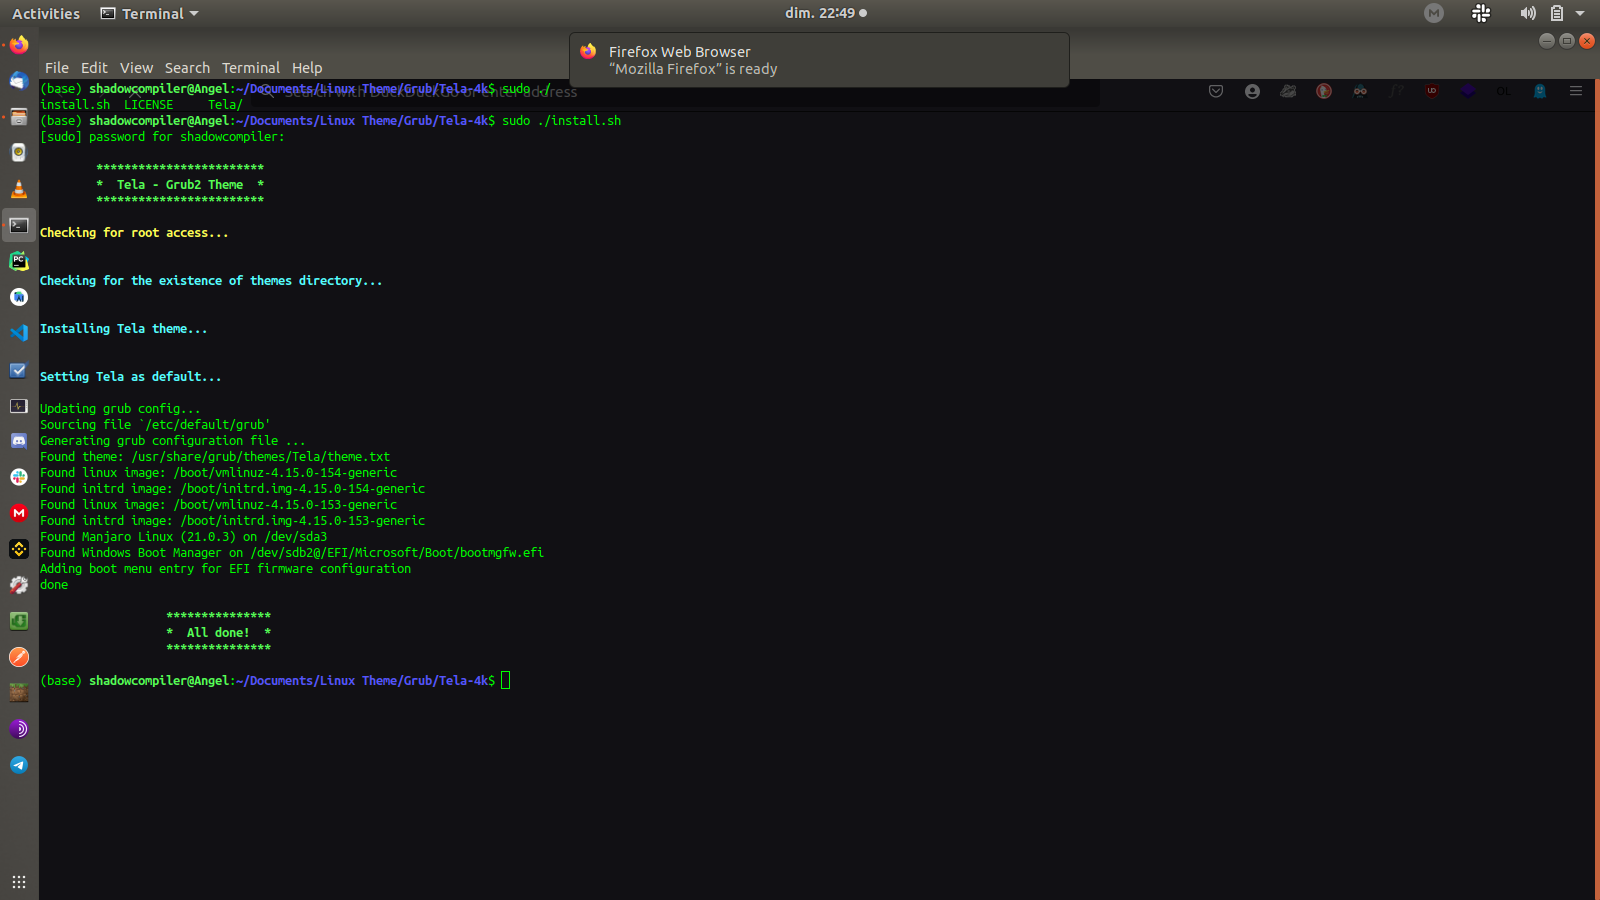 Activities Terminal dim. 22:49
Firefox Web Browser
“Mozilla Firefox” is ready
File Edit View Search Terminal Help
(base) shadowcompiler@Angel:~/Documents/Linux Theme/Grub/Tela-4k$ sudo ./
Search with DuckDuckGo or enter address
install.sh LICENSE Tela/
(base) shadowcompiler@Angel:~/Documents/Linux Theme/Grub/Tela-4k$ sudo ./install.sh
[sudo] password for shadowcompiler:
************************
* Tela - Grub2 Theme *
************************
Checking for root access...
Checking for the existence of themes directory...
Installing Tela theme...
Setting Tela as default...
Updating grub config...
Sourcing file `/etc/default/grub'
Generating grub configuration file ...
Found theme: /usr/share/grub/themes/Tela/theme.txt
Found linux image: /boot/vmlinuz-4.15.0-154-generic
Found initrd image: /boot/initrd.img-4.15.0-154-generic
Found linux image: /boot/vmlinuz-4.15.0-153-generic
Found initrd image: /boot/initrd.img-4.15.0-153-generic
Found Manjaro Linux (21.0.3) on /dev/sda3
Found Windows Boot Manager on /dev/sdb2@/EFI/Microsoft/Boot/bootmgfw.efi
Adding boot menu entry for EFI firmware configuration
done
***************
* All done! *
***************
(base) shadowcompiler@Angel:~/Documents/Linux Theme/Grub/Tela-4k$